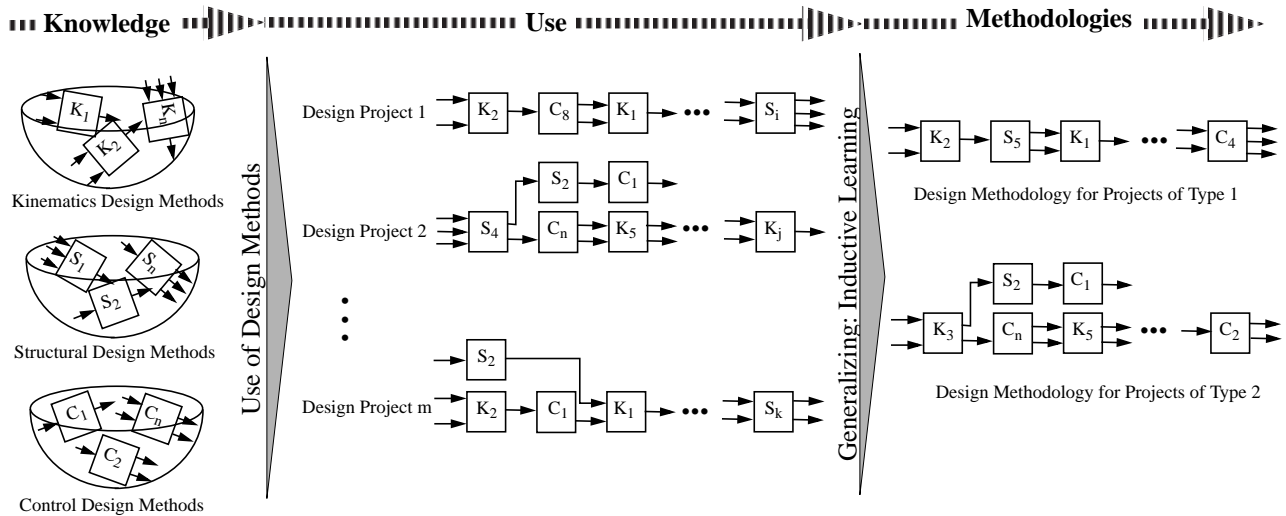 Knowledge
Use
Methodologies
K1
K2
Kn
Kinematics Design Methods
S1
S2
Sn
Structural Design Methods
C1
C2
Cn
Control Design Methods
Use of Design Methods
Design Project 1
K2 C8 K1 ••• Si
S2 C1
Design Project 2
S4 Cn K5 ••• Kj
S2
Design Project m
K2 C1 K1 ••• Sk
Generalizing: Inductive Learning
K2 S5 K1 ••• C4
Design Methodology for Projects of Type 1
S2 C1
K3 Cn K5 ••• C2
Design Methodology for Projects of Type 2